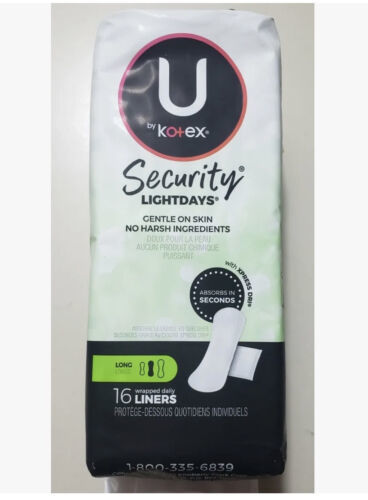 U
by kotex®
Security®
LIGHTDAYS®
GENTLE ON SKIN
NO HARSH INGREDIENTS
DOUX POUR LA PEAU
AUCUN PRODUIT CHIMIQUE
PUISSANT
with XPRESS DRI®
ABSORBS IN
SECONDS
LONG
16 wrapped daily
LINERS
PROTÈGE-DESSOUS QUOTIDIENS INDIVIDUELS
1-800-335-6839